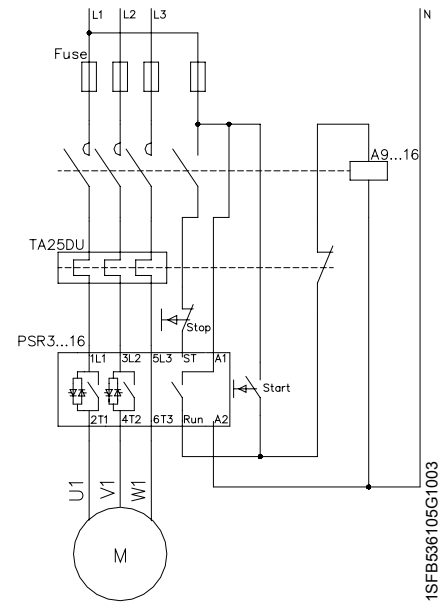 L1 L2 L3 N
Fuse
A9...16
TA25DU
Stop
PSR3...16
1L1 3L2 5L3 ST A1
Start
2T1 4T2 6T3 Run A2
U1 V1 W1
M
1SFB536105G1003